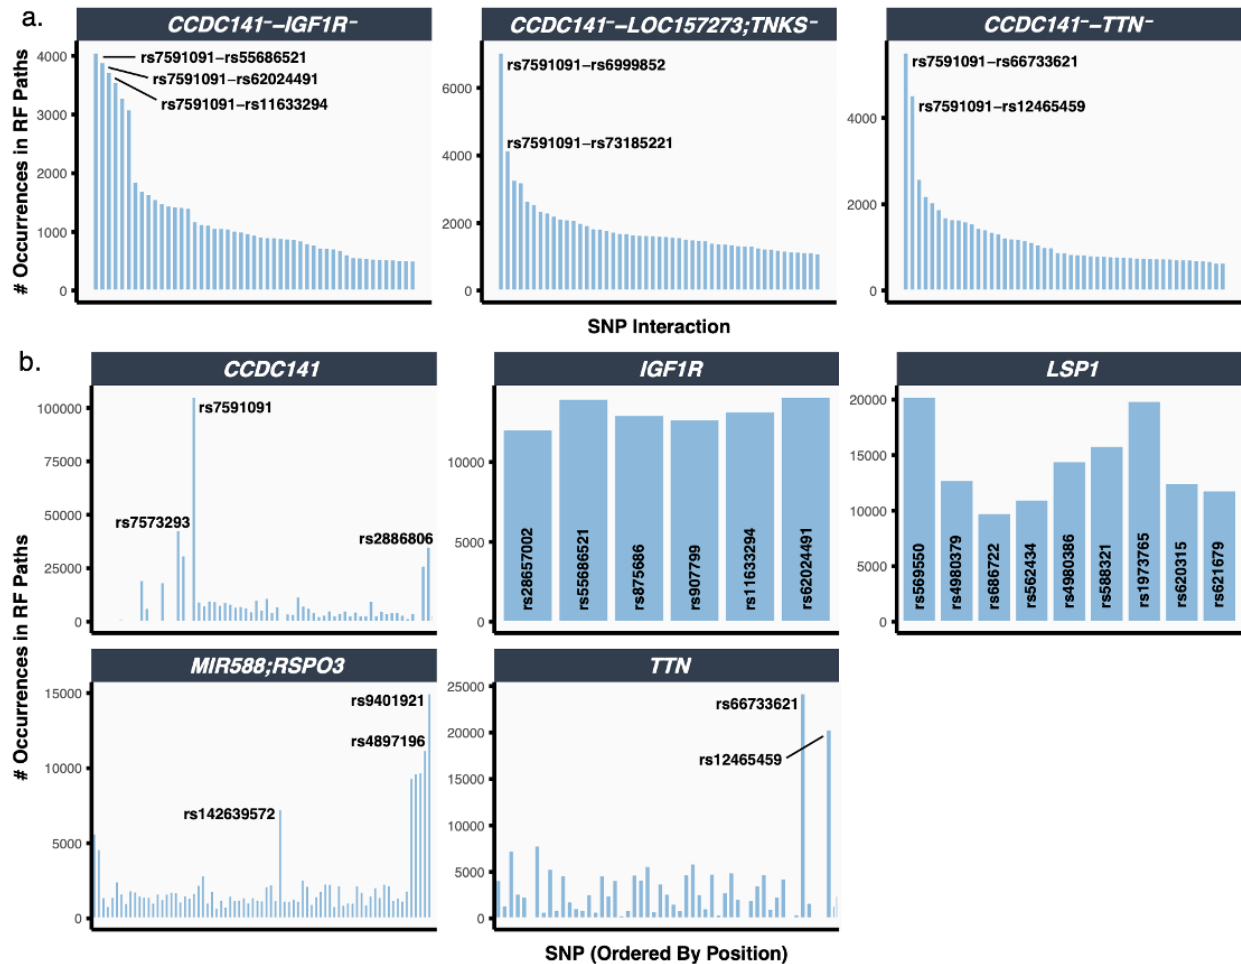 a.
CCDC141⁻–IGF1R⁻
CCDC141⁻–LOC157273;TNKS⁻
CCDC141⁻–TTN⁻
# Occurrences in RF Paths
4000
3000
2000
1000
0
rs7591091–rs55686521
rs7591091–rs62024491
rs7591091–rs11633294
6000
4000
2000
0
rs7591091–rs6999852
rs7591091–rs73185221
4000
2000
0
rs7591091–rs66733621
rs7591091–rs12465459
SNP Interaction
b.
CCDC141
IGF1R
LSP1
# Occurrences in RF Paths
100000
75000
50000
25000
0
rs7591091
rs7573293
rs2886806
10000
5000
0
rs28657002
rs55686521
rs875686
rs907799
rs11633294
rs62024491
20000
15000
10000
5000
0
rs569550
rs4980379
rs686722
rs562434
rs4980386
rs588321
rs1973765
rs620315
rs621679
MIR588;RSPO3
TTN
15000
10000
5000
0
rs9401921
rs4897196
rs142639572
25000
20000
15000
10000
5000
0
rs66733621
rs12465459
SNP (Ordered By Position)